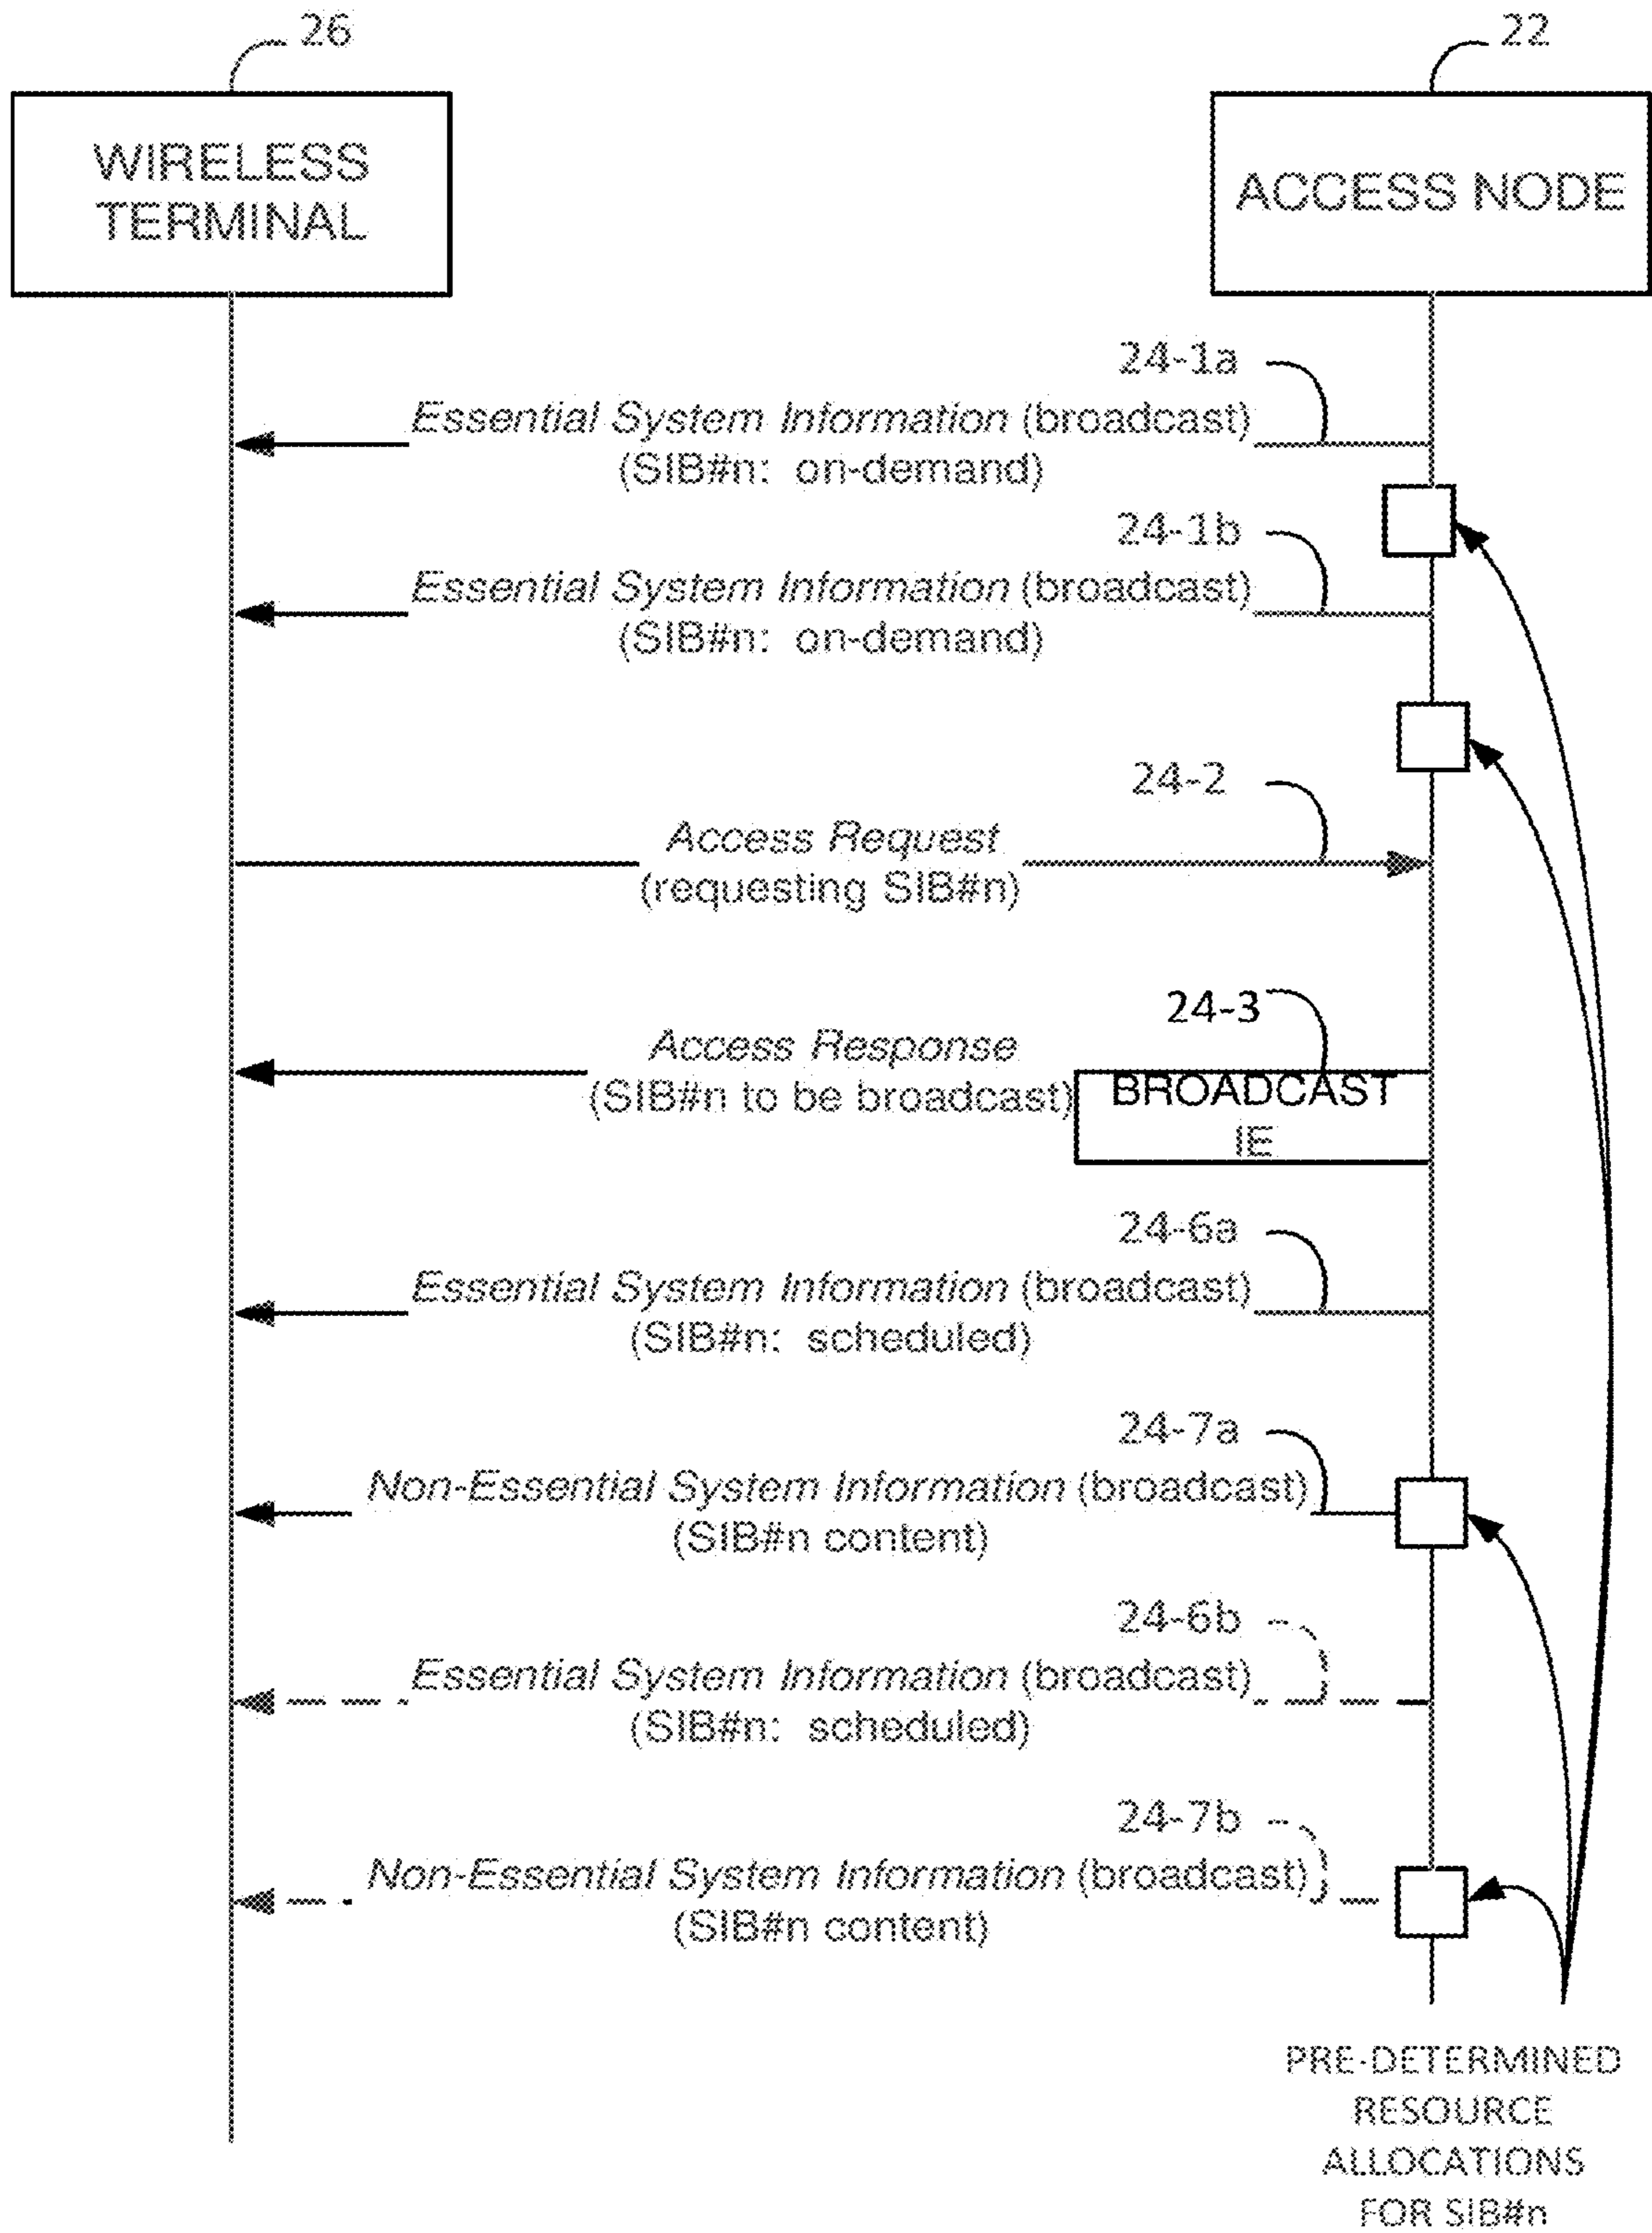 26
22
WIRELESS
TERMINAL
ACCESS NODE
24-1a
Essential System Information (broadcast)
(SIB#n: on-demand)
24-1b
Essential System Information (broadcast)
(SIB#n: on-demand)
24-2
Access Request
(requesting SIB#n)
24-3
Access Response
(SIB#n to be broadcast)
BROADCAST
IE
24-6a
Essential System Information (broadcast)
(SIB#n: scheduled)
24-7a
Non-Essential System Information (broadcast)
(SIB#n content)
24-6b
Essential System Information (broadcast)
(SIB#n: scheduled)
24-7b
Non-Essential System Information (broadcast)
(SIB#n content)
PRE-DETERMINED
RESOURCE
ALLOCATIONS
FOR SIB#n